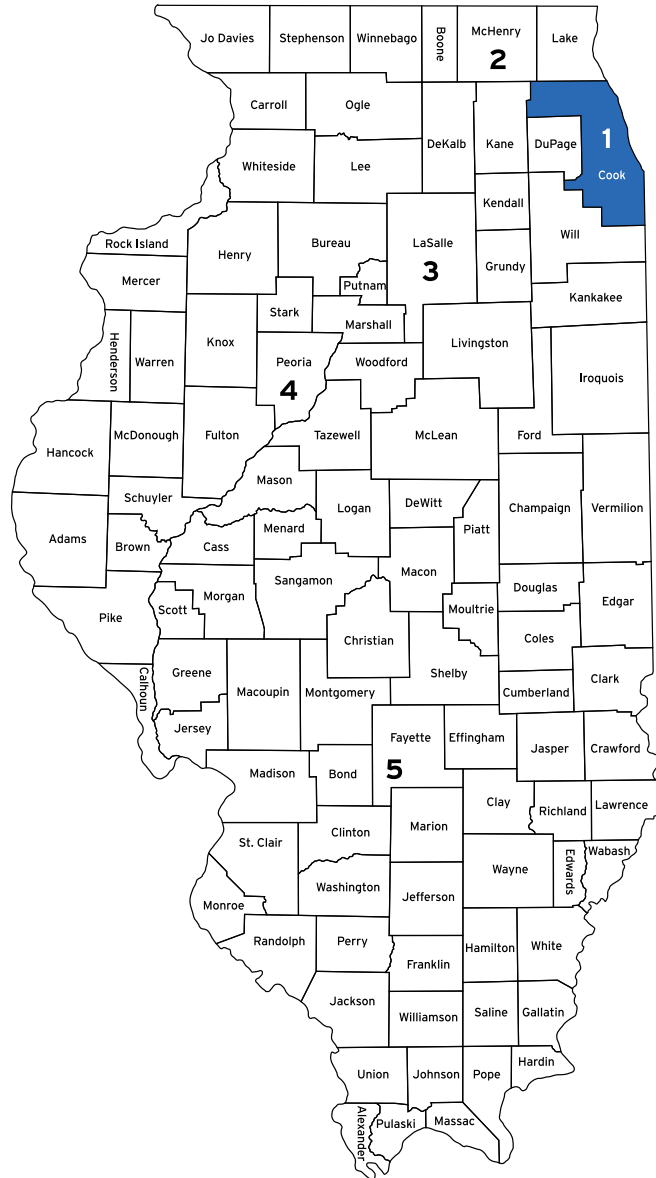 Jo Davies
Stephenson
Winnebago
Boone
McHenry
2
Lake
Carroll
Ogle
DeKalb
Kane
DuPage
1
Cook
Whiteside
Lee
Kendall
Will
Rock Island
Henry
Bureau
LaSalle
3
Grundy
Mercer
Putnam
Kankakee
Stark
Marshall
Henderson
Warren
Knox
Peoria
4
Woodford
Livingston
Iroquois
Hancock
McDonough
Fulton
Tazewell
McLean
Ford
Schuyler
Mason
Logan
DeWitt
Piatt
Champaign
Vermilion
Adams
Brown
Cass
Menard
Macon
Pike
Scott
Morgan
Sangamon
Christian
Moultrie
Douglas
Edgar
Coles
Calhoun
Greene
Macoupin
Montgomery
Shelby
Cumberland
Clark
Jersey
Fayette
5
Effingham
Jasper
Crawford
Madison
Bond
Clay
Richland
Lawrence
St. Clair
Clinton
Marion
Wayne
Edwards
Wabash
Monroe
Washington
Jefferson
Randolph
Perry
Franklin
Hamilton
White
Jackson
Williamson
Saline
Gallatin
Union
Johnson
Pope
Hardin
Alexander
Pulaski
Massac